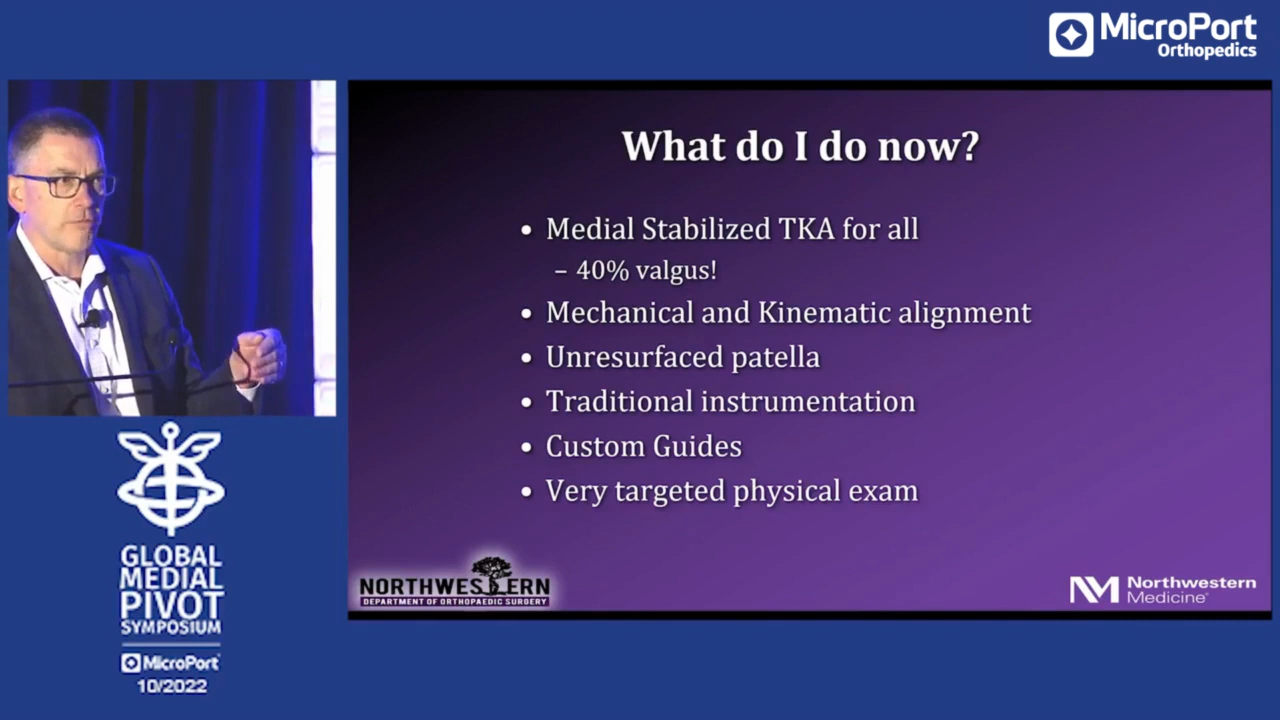 MicroPort
Orthopedics
What do I do now?
• Medial Stabilized TKA for all
– 40% valgus!
• Mechanical and Kinematic alignment
• Unresurfaced patella
• Traditional instrumentation
• Custom Guides
• Very targeted physical exam
NORTHWESTERN
DEPARTMENT OF ORTHOPAEDIC SURGERY
NM Northwestern
Medicine®
GLOBAL
MEDIAL
PIVOT
SYMPOSIUM
MicroPort
10/2022